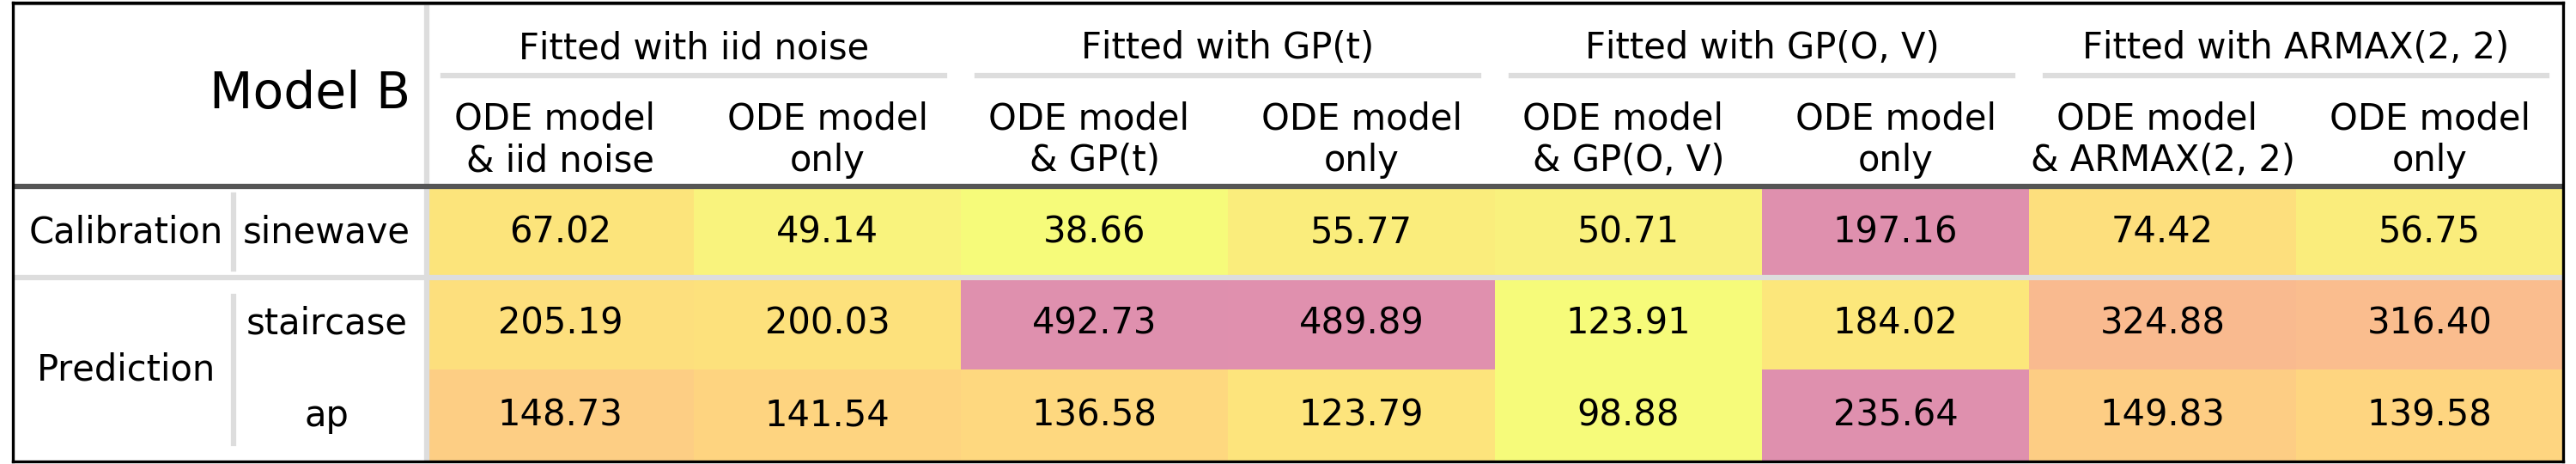 Model B
Fitted with iid noise Fitted with GP(t) Fitted with GP(O, V) Fitted with ARMAX(2, 2)
ODE model ODE model ODE model ODE model ODE model ODE model ODE model ODE model
& iid noise only & GP(t) only & GP(O, V) only & ARMAX(2, 2) only
Calibration sinewave 67.02 49.14 38.66 55.77 50.71 197.16 74.42 56.75
Prediction
staircase 205.19 200.03 492.73 489.89 123.91 184.02 324.88 316.40
ap 148.73 141.54 136.58 123.79 98.88 235.64 149.83 139.58